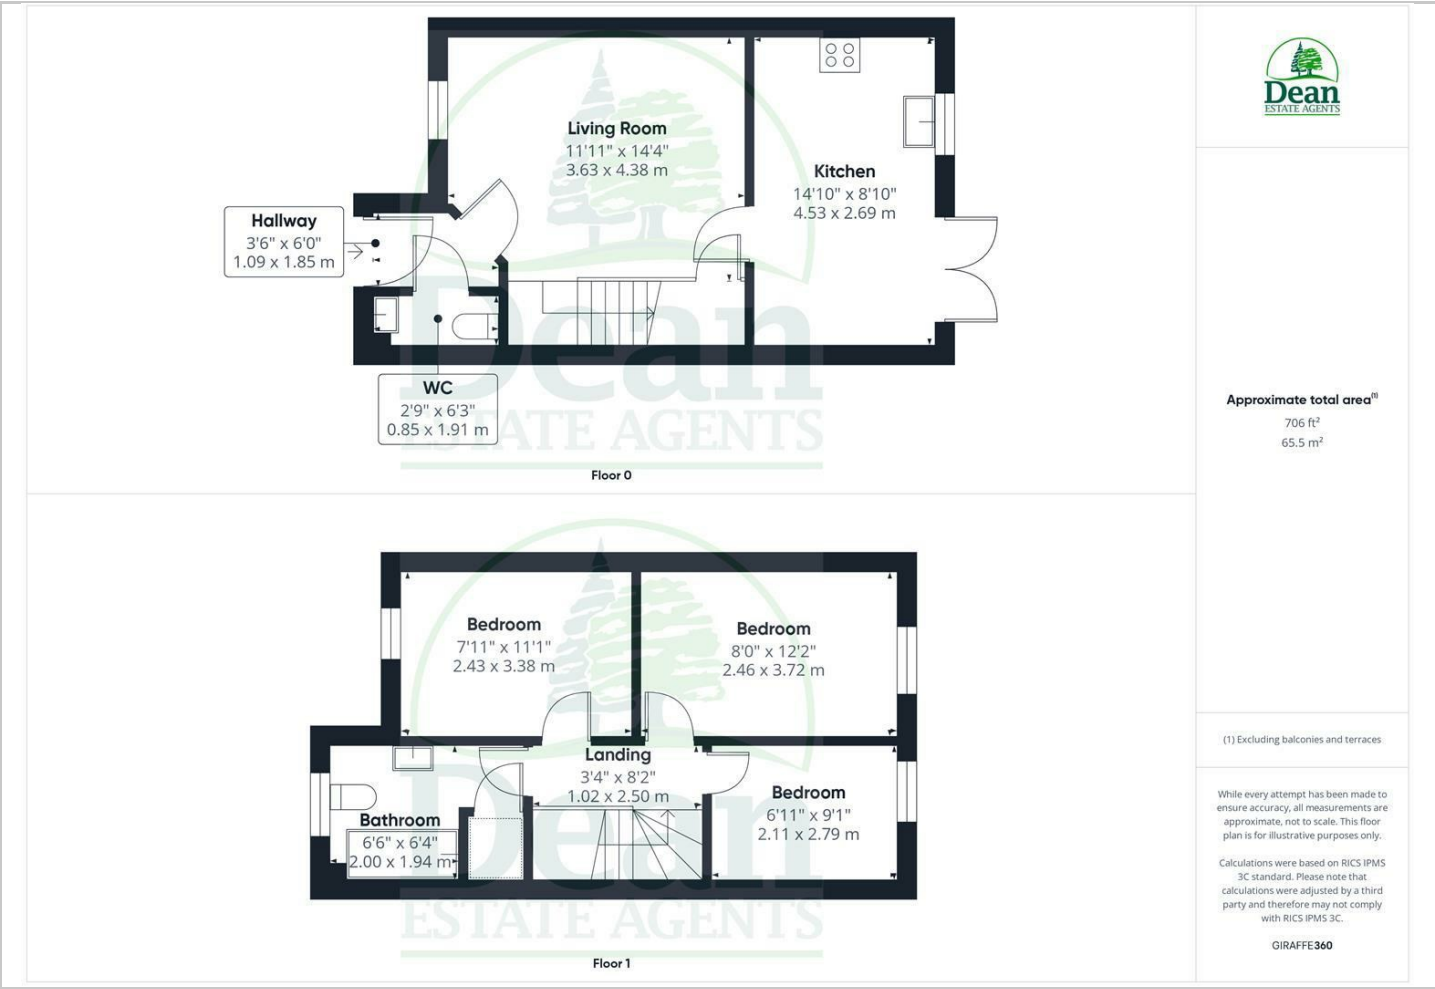 Living Room
11'11" x 14'4"
3.63 x 4.38 m
Kitchen
14'10" x 8'10"
4.53 x 2.69 m
Hallway
3'6" x 6'0"
1.09 x 1.85 m
WC
2'9" x 6'3"
0.85 x 1.91 m
Dean
ESTATE AGENTS
Floor 0
Bedroom
7'11" x 11'1"
2.43 x 3.38 m
Bedroom
8'0" x 12'2"
2.46 x 3.72 m
Landing
3'4" x 8'2"
1.02 x 2.50 m
Bedroom
6'11" x 9'1"
2.11 x 2.79 m
Bathroom
6'6" x 6'4"
2.00 x 1.94 m
Dean
ESTATE AGENTS
Floor 1
Dean
ESTATE AGENTS
Approximate total area(1)
706 ft²
65.5 m²
(1) Excluding balconies and terraces
While every attempt has been made to
ensure accuracy, all measurements are
approximate, not to scale. This floor
plan is for illustrative purposes only.
Calculations were based on RICS IPMS
3C standard. Please note that
calculations were adjusted by a third
party and therefore may not comply
with RICS IPMS 3C.
GIRAFFE360